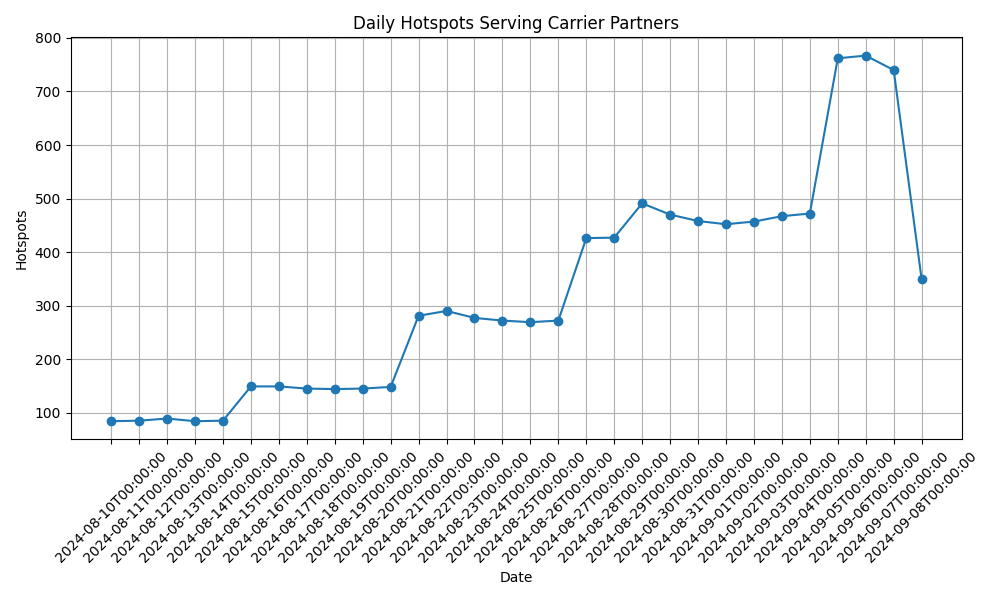 Daily Hotspots Serving Carrier Partners
800
700
600
500
400
300
200
100
Hotspots
2024-08-10T00:00:00
2024-08-11T00:00:00
2024-08-12T00:00:00
2024-08-13T00:00:00
2024-08-14T00:00:00
2024-08-15T00:00:00
2024-08-16T00:00:00
2024-08-17T00:00:00
2024-08-18T00:00:00
2024-08-19T00:00:00
2024-08-20T00:00:00
2024-08-21T00:00:00
2024-08-22T00:00:00
2024-08-23T00:00:00
2024-08-24T00:00:00
2024-08-25T00:00:00
2024-08-26T00:00:00
2024-08-27T00:00:00
2024-08-28T00:00:00
2024-08-29T00:00:00
2024-08-30T00:00:00
2024-08-31T00:00:00
2024-09-01T00:00:00
2024-09-02T00:00:00
2024-09-03T00:00:00
2024-09-04T00:00:00
2024-09-05T00:00:00
2024-09-06T00:00:00
2024-09-07T00:00:00
2024-09-08T00:00:00
Date